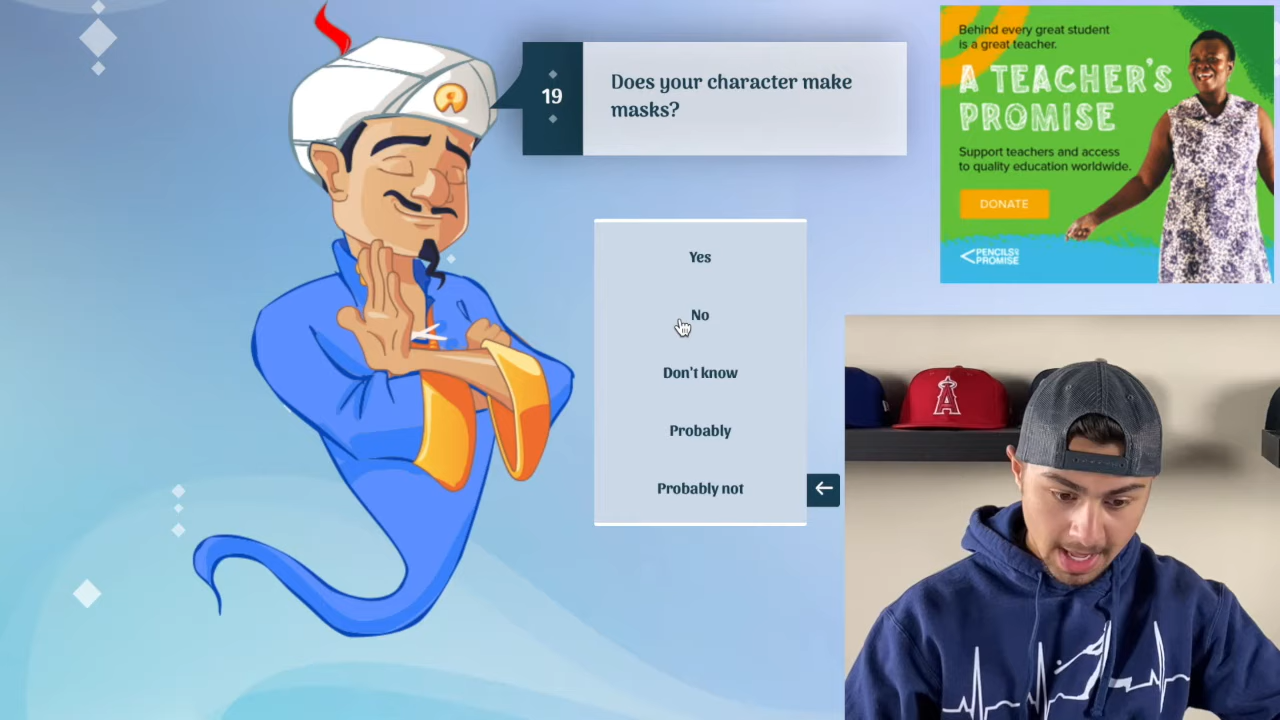 19
Does your character make
masks?
Yes
No
Don't know
Probably
Probably not
Behind every great student
is a great teacher.
A TEACHER'S
PROMISE
Support teachers and access
to quality education worldwide.
DONATE
PENCILS OF
PROMISE
A